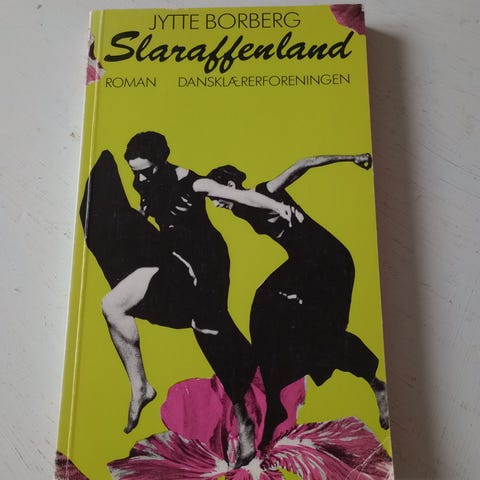 JYTTE BORBERG
Slaraffenland
ROMAN DANSKLÆRERFORENINGEN